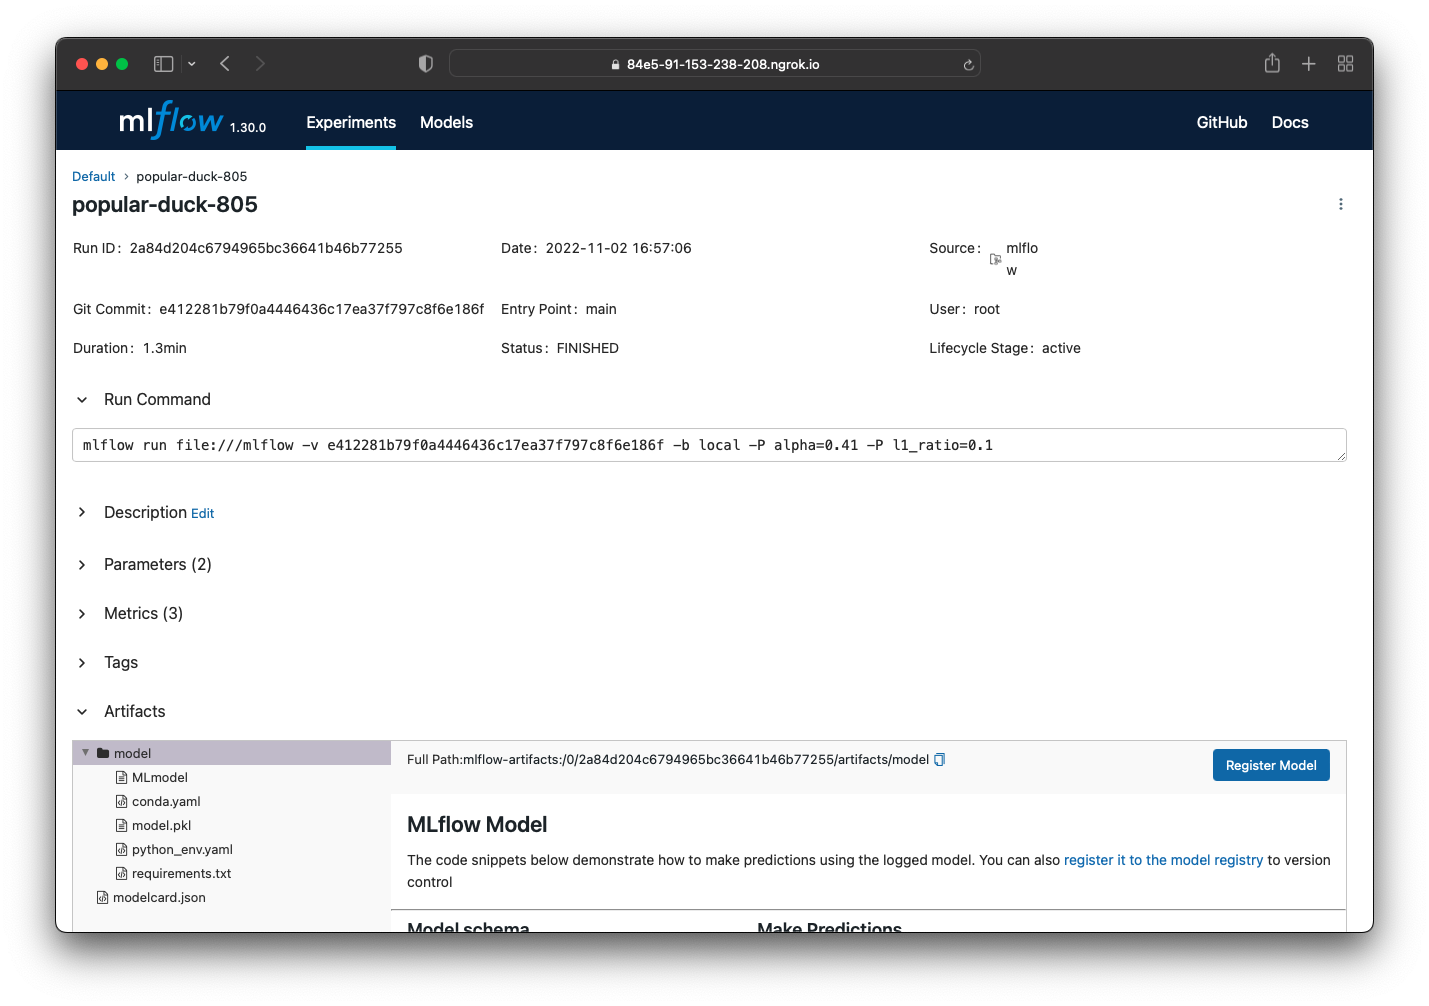 84e5-91-153-238-208.ngrok.io
mlflow 1.30.0 Experiments Models GitHub Docs
Default › popular-duck-805
popular-duck-805
Run ID: 2a84d204c6794965bc36641b46b77255 Date: 2022-11-02 16:57:06 Source: mlflo
w
Git Commit: e412281b79f0a4446436c17ea37f797c8f6e186f Entry Point: main User: root
Duration: 1.3min Status: FINISHED Lifecycle Stage: active
Run Command
mlflow run file:///mlflow -v e412281b79f0a4446436c17ea37f797c8f6e186f -b local -P alpha=0.41 -P l1_ratio=0.1
Description Edit
Parameters (2)
Metrics (3)
Tags
Artifacts
model
MLmodel
conda.yaml
model.pkl
python_env.yaml
requirements.txt
modelcard.json
Full Path:mlflow-artifacts:/0/2a84d204c6794965bc36641b46b77255/artifacts/model
Register Model
MLflow Model
The code snippets below demonstrate how to make predictions using the logged model. You can also register it to the model registry to version
control
Model schema Make Predictions